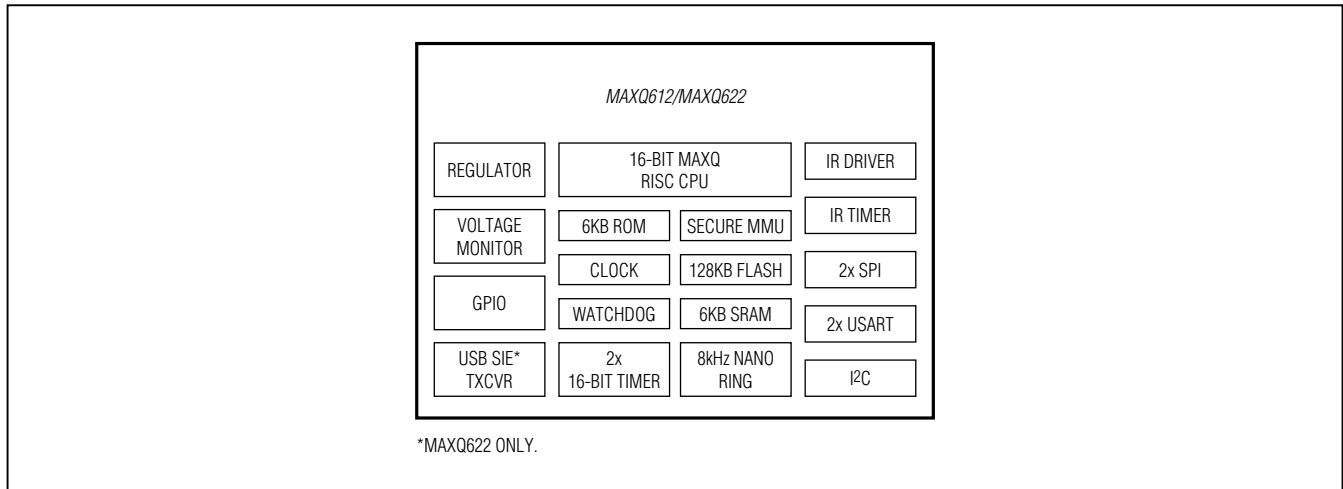 MAXQ612/MAXQ622
REGULATOR
16-BIT MAXQ
RISC CPU
IR DRIVER
VOLTAGE
MONITOR
6KB ROM
SECURE MMU
IR TIMER
CLOCK
128KB FLASH
2x SPI
GPIO
WATCHDOG
6KB SRAM
2x USART
USB SIE*
TXCVR
2x
16-BIT TIMER
8kHz NANO
RING
I2C
*MAXQ622 ONLY.